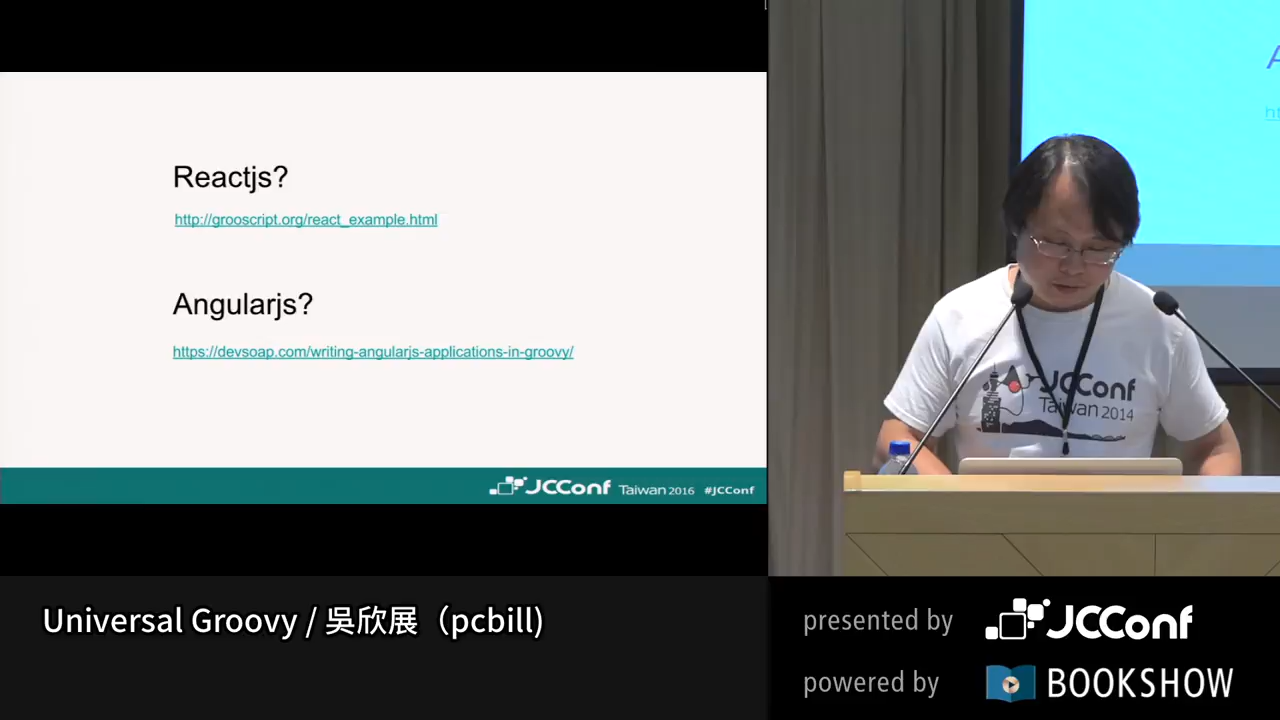 Reactjs?
http://grooscript.org/react_example.html
Angularjs?
https://devsoap.com/writing-angularjs-applications-in-groovy/
JCConf Taiwan 2016 #JCConf
JCConf
Taiwan 2014
Universal Groovy / 吳欣展（pcbill)
presented by JCConf
powered by BOOKSHOW